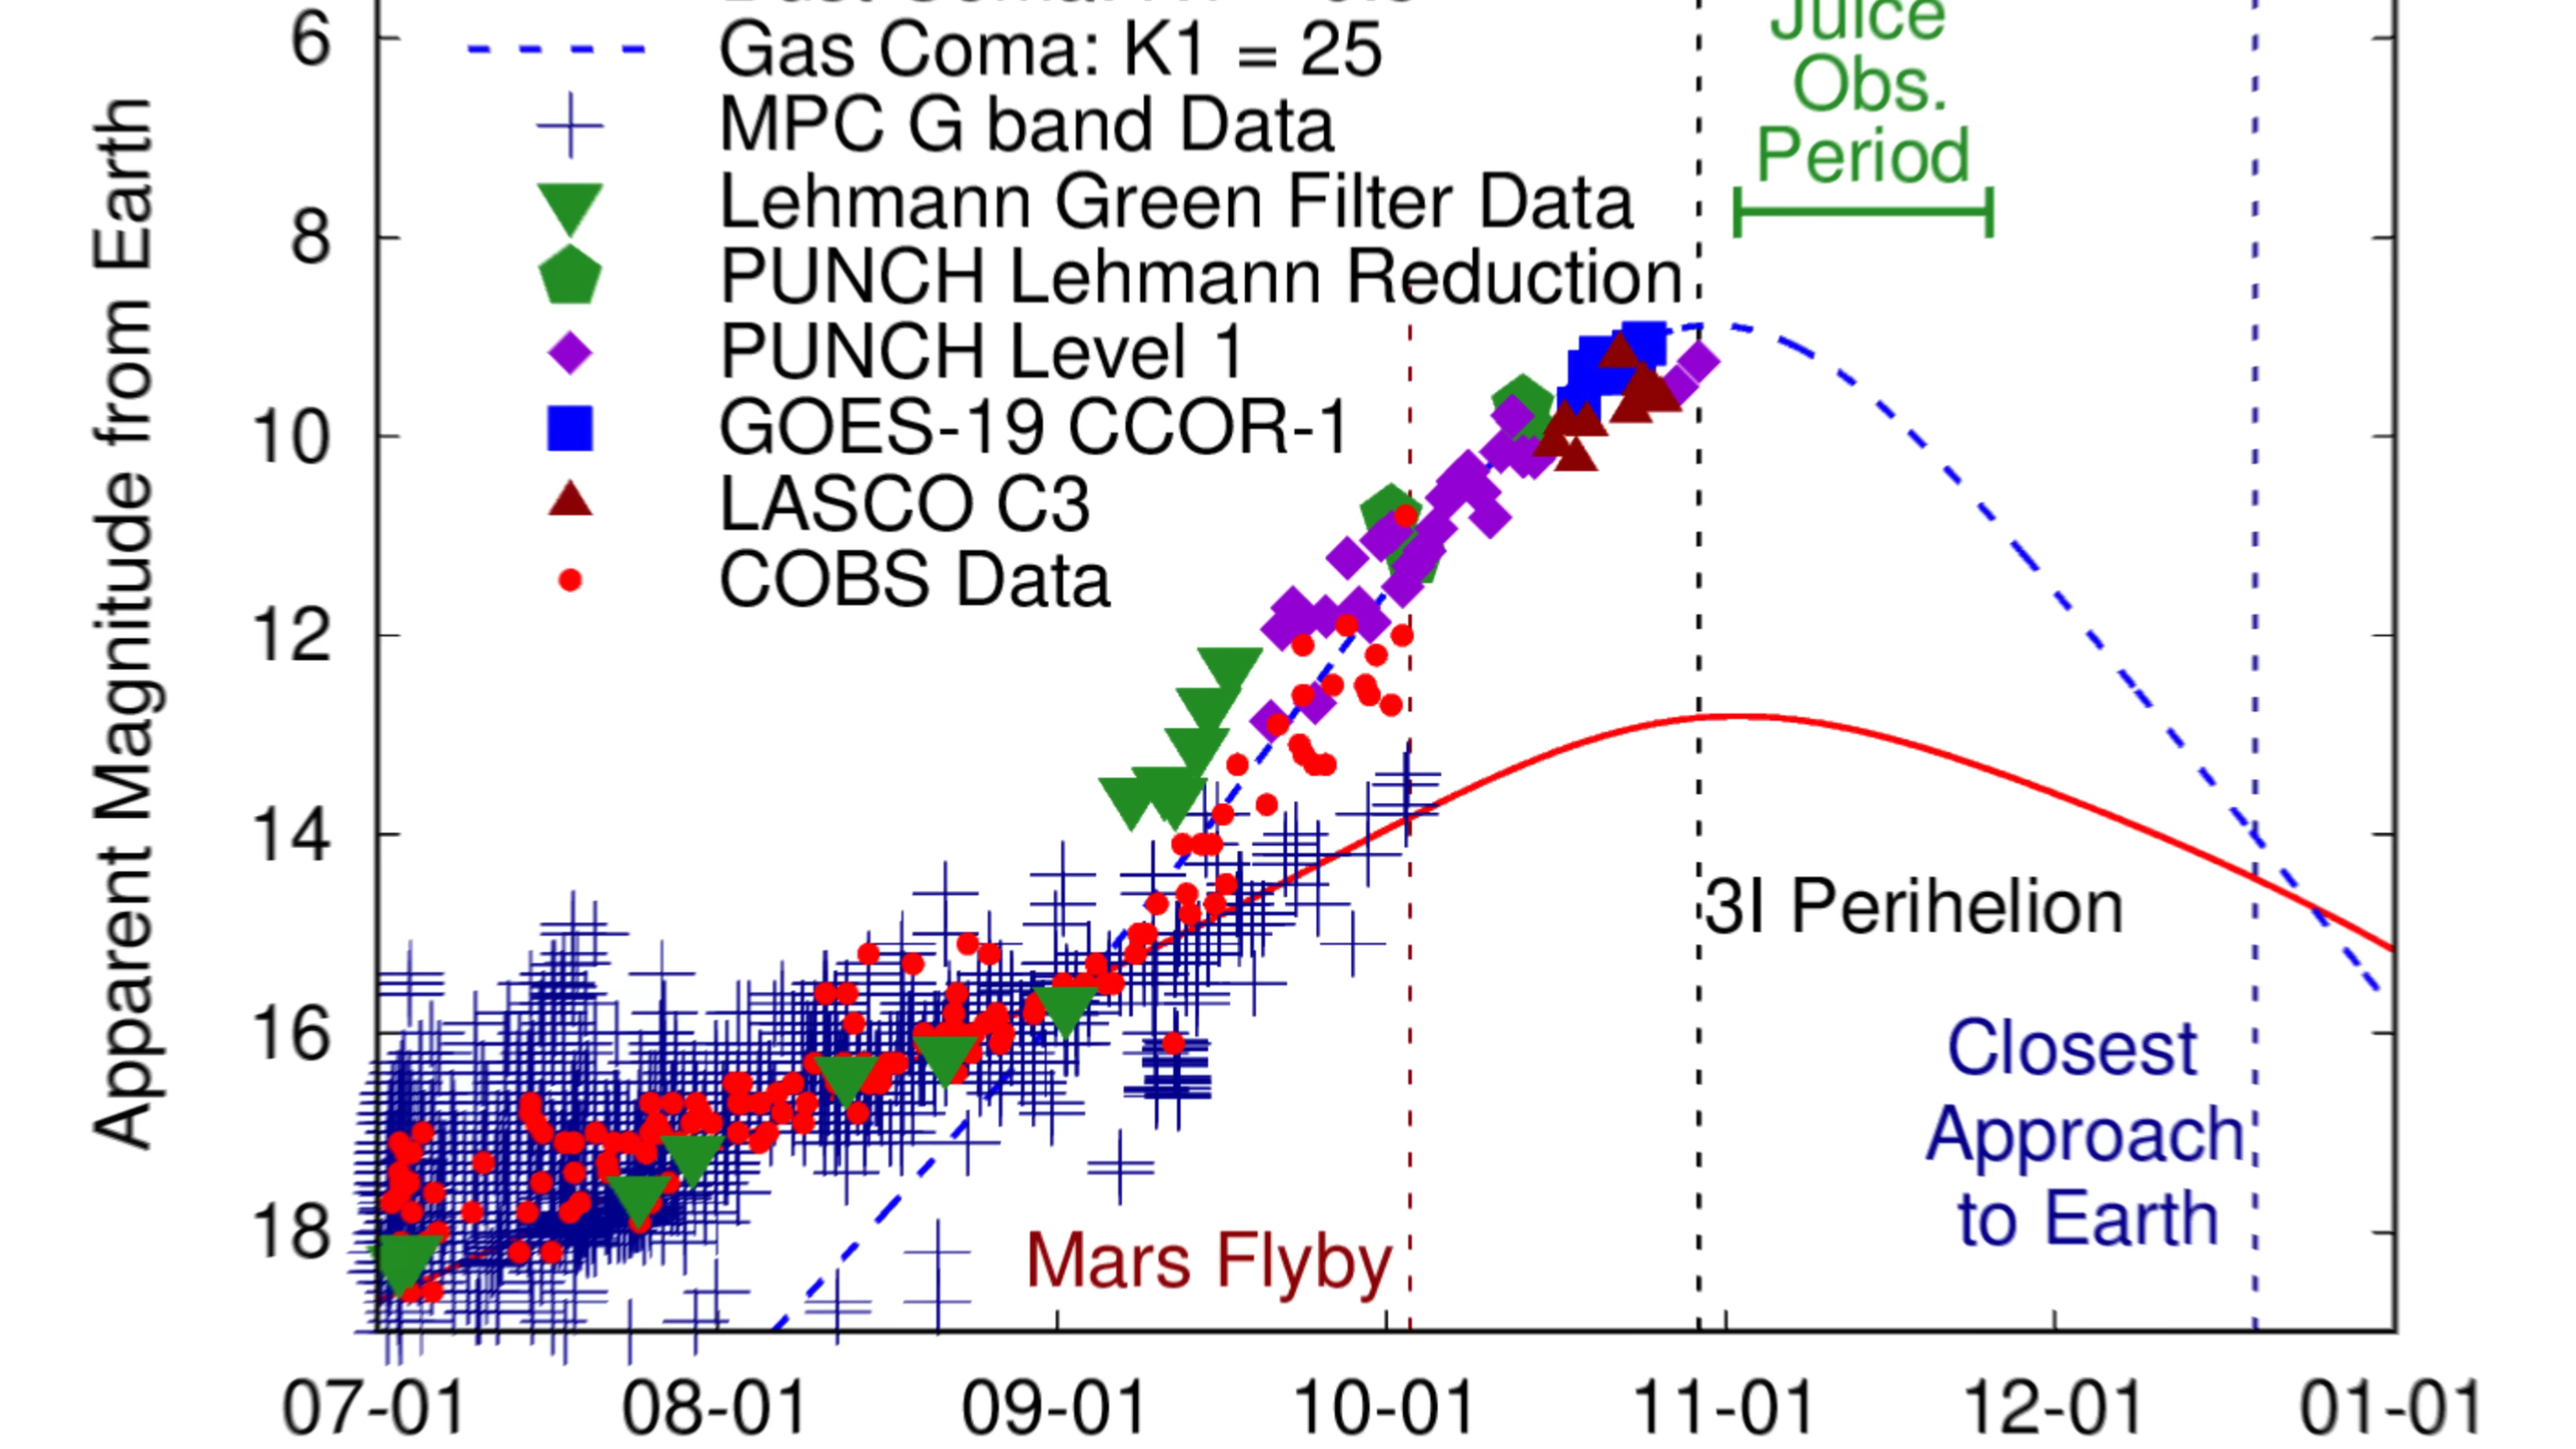 Gas Coma: K1 = 25
MPC G band Data
Lehmann Green Filter Data
PUNCH Lehmann Reduction
PUNCH Level 1
GOES-19 CCOR-1
LASCO C3
COBS Data
Juice
Obs.
Period
Apparent Magnitude from Earth
6
8
10
12
14
16
18
3I Perihelion
Closest
Approach
to Earth
Mars Flyby
07-01
08-01
09-01
10-01
11-01
12-01
01-01